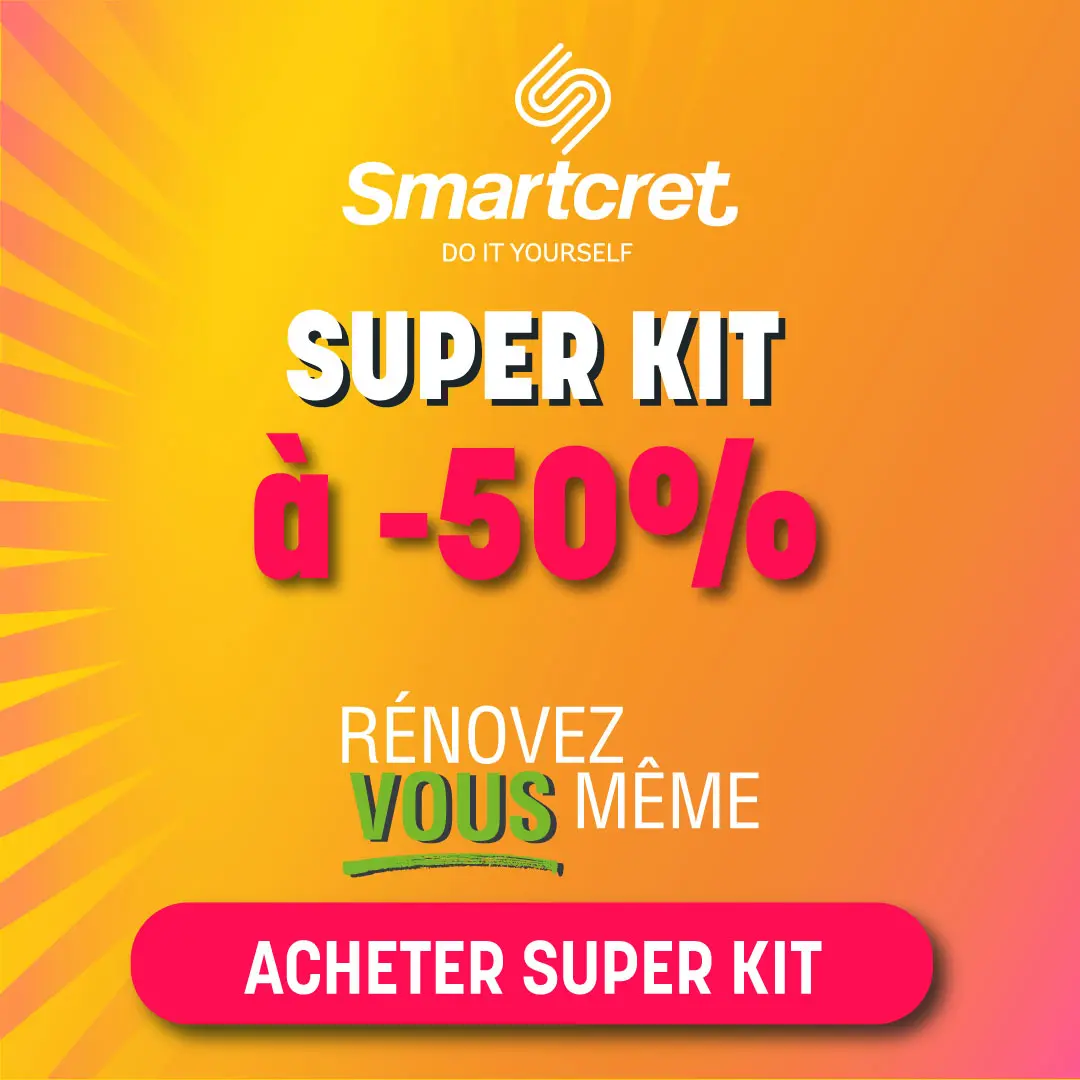 Smartcret
DO IT YOURSELF
SUPER KIT
à -50%
RÉNOVEZ
VOUS MÊME
ACHETER SUPER KIT